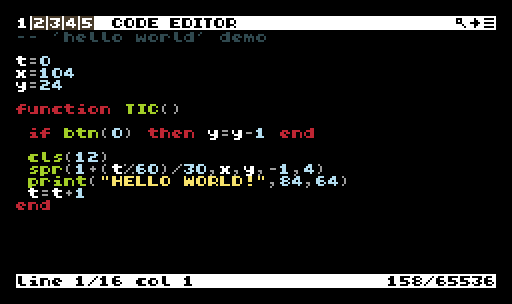 1 2 3 4 5 CODE EDITOR
-- 'hello world' demo
t=0
x=104
y=24
function TIC()
if btn(0) then y=y-1 end
cls(12)
spr(1+(t%60)/30,x,y,-1,4)
print("HELLO WORLD!",84,64)
t=t+1
end
line 1/16 col 1 158/65536